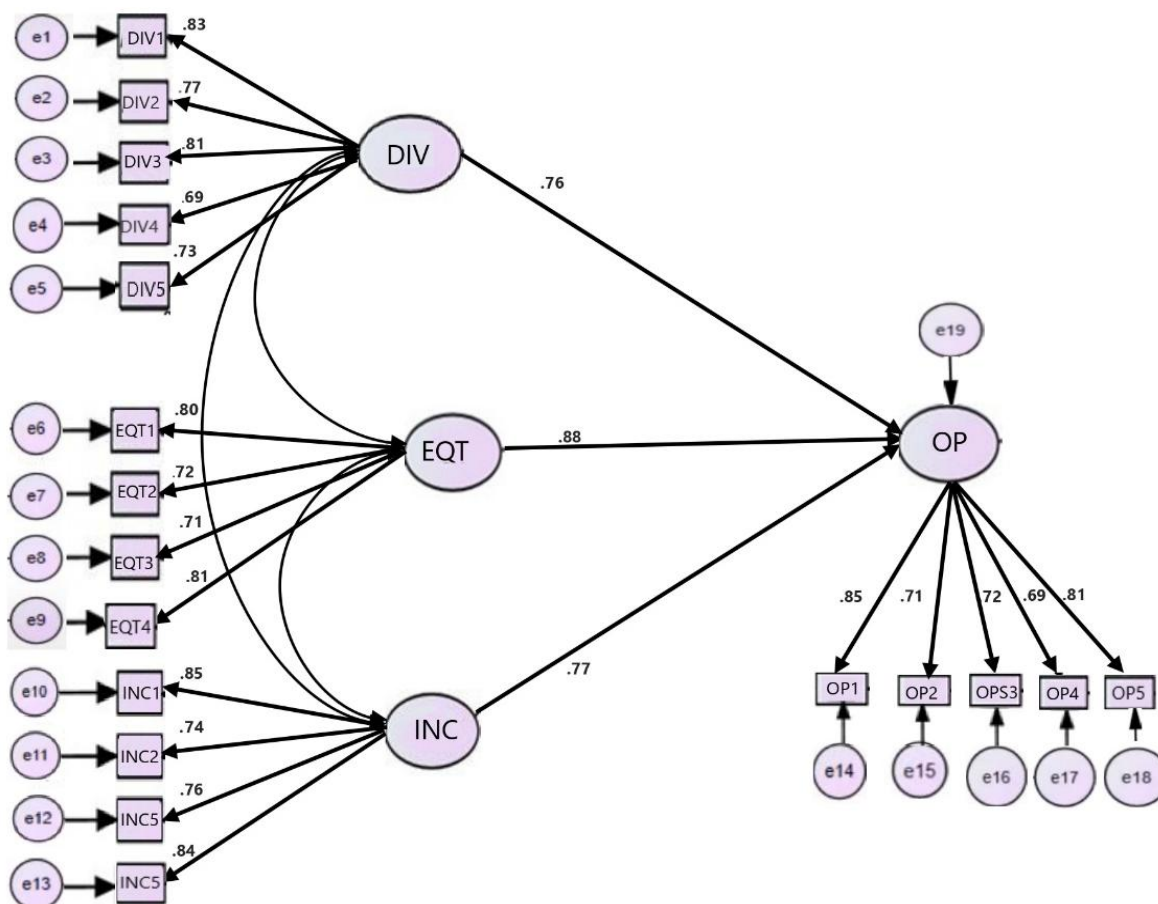 e1 DIV1 .83
e2 DIV2 .77
e3 DIV3 .81
e4 DIV4 .69
e5 DIV5 .73
DIV
.76
e6 EQT1 .80
e7 EQT2 .72
e8 EQT3 .71
e9 EQT4 .81
EQT
.88
e10 INC1 .85
e11 INC2 .74
e12 INC5 .76
e13 INC5 .84
INC
.77
e19
OP
.85 .71 .72 .69 .81
OP1 OP2 OPS3 OP4 OP5
e14 e15 e16 e17 e18